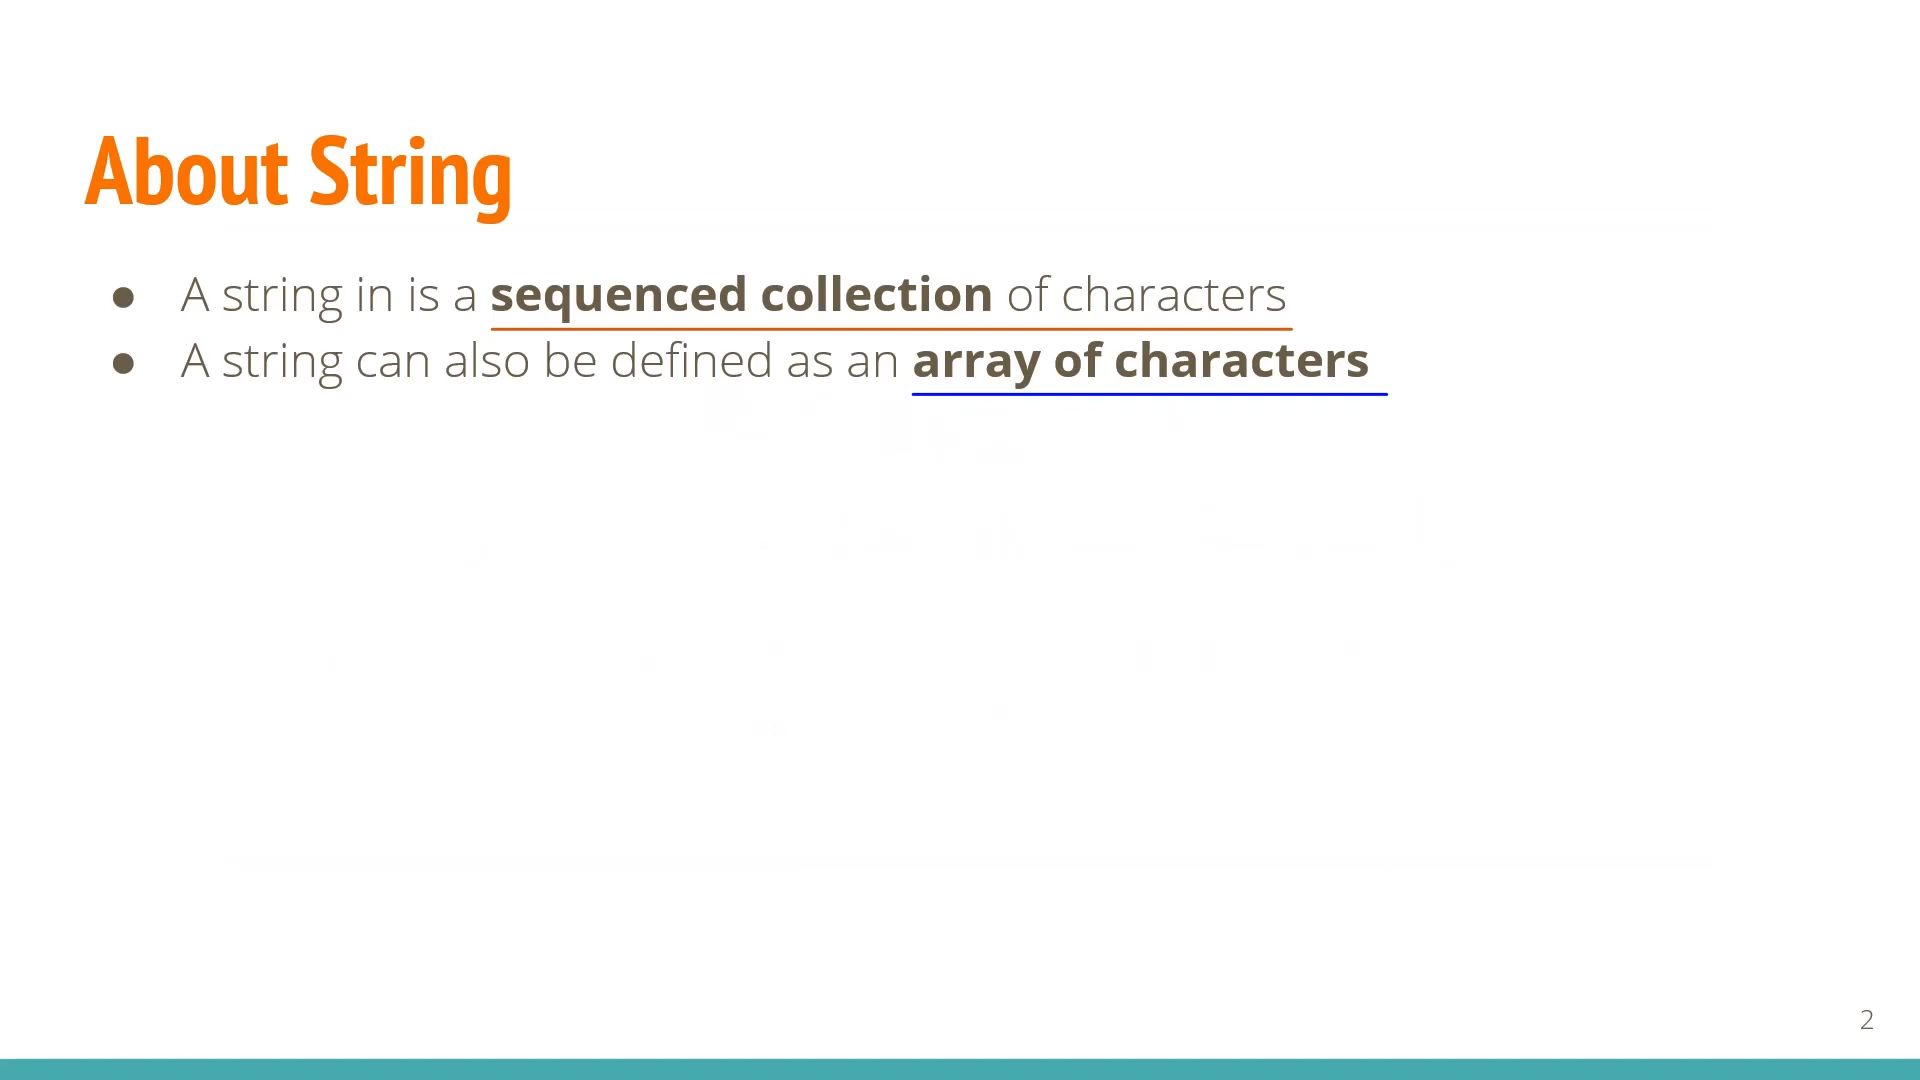 About String
● A string in is a sequenced collection of characters
● A string can also be defined as an array of characters
2